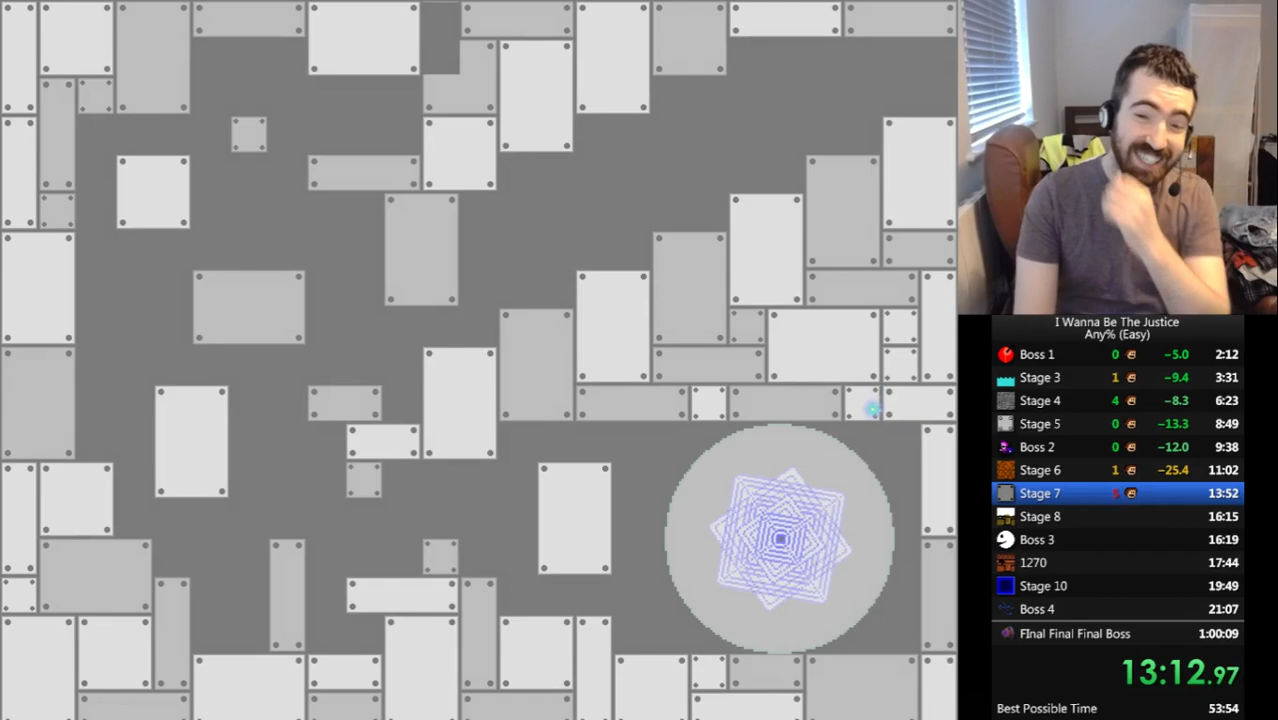 I Wanna Be The Justice
Any% (Easy)
Boss 1 0 −5.0 2:12
Stage 3 1 −9.4 3:31
Stage 4 4 −8.3 6:23
Stage 5 0 −13.3 8:49
Boss 2 0 −12.0 9:38
Stage 6 1 −25.4 11:02
Stage 7 5 13:52
Stage 8 16:15
Boss 3 16:19
1270 17:44
Stage 10 19:49
Boss 4 21:07
FInal Final Final Boss 1:00:09
13:12.97
Best Possible Time 53:54